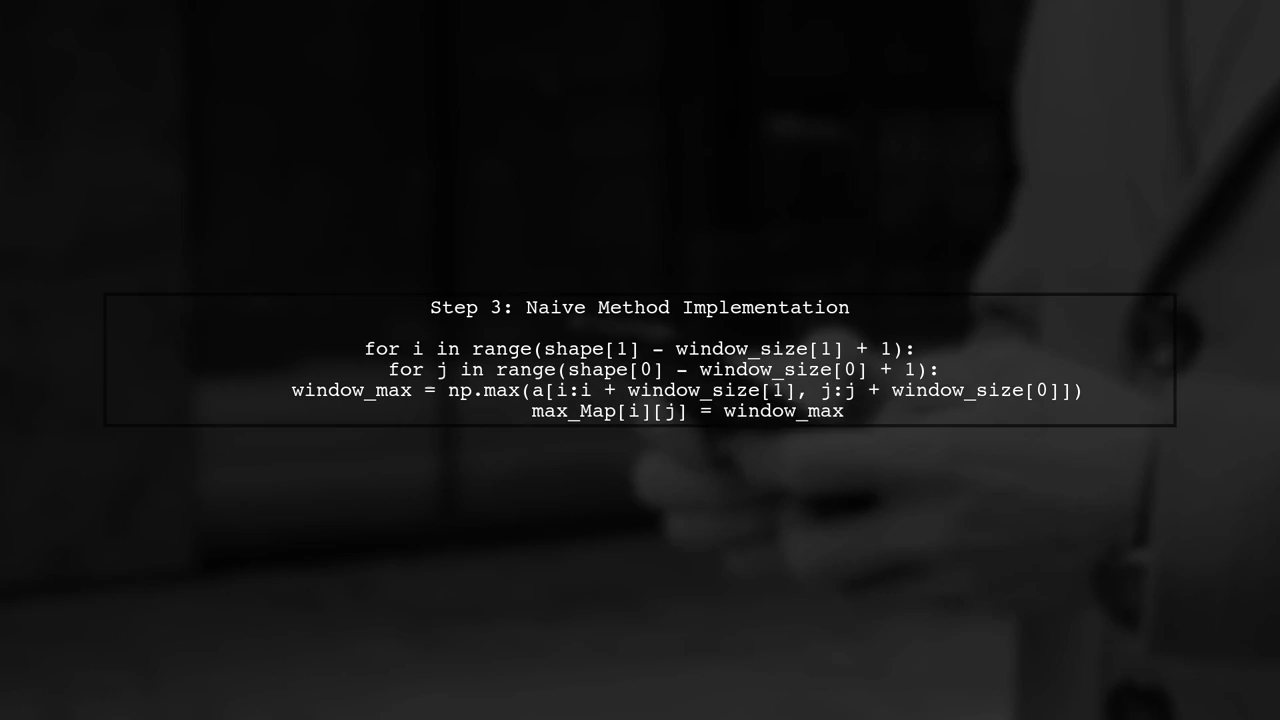 Step 3: Naive Method Implementation
for i in range(shape[1] - window_size[1] + 1):
for j in range(shape[0] - window_size[0] + 1):
window_max = np.max(a[i:i + window_size[1], j:j + window_size[0]])
max_Map[i][j] = window_max